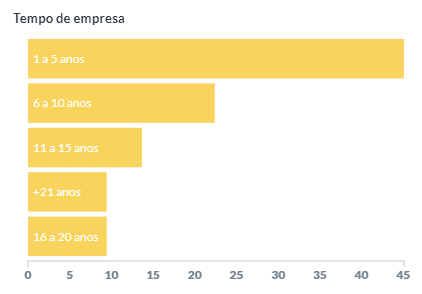 Tempo de empresa
1 a 5 anos
6 a 10 anos
11 a 15 anos
+21 anos
16 a 20 anos
0 5 10 15 20 25 30 35 40 45